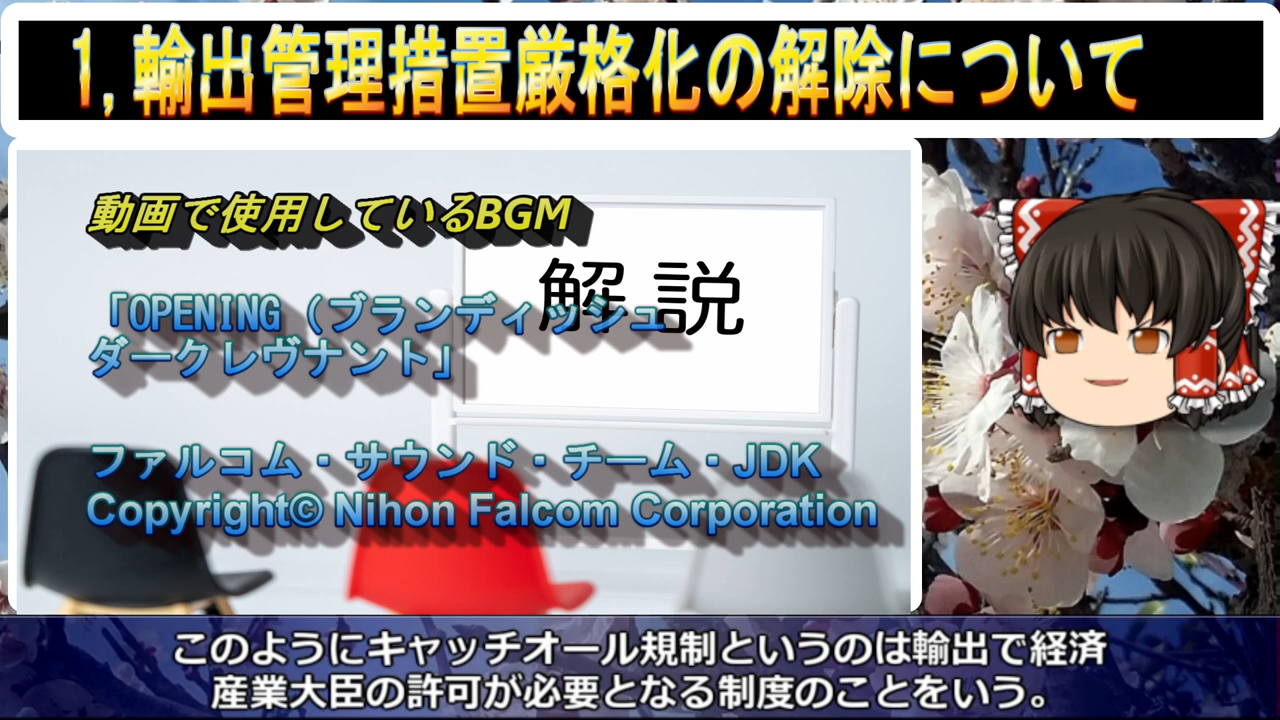 1,輸出管理措置厳格化の解除について
動画で使用しているBGM
解説
「OPENING（ブランディッシュ
ダークレヴナント」
ファルコム・サウンド・チーム・JDK
Copyright© Nihon Falcom Corporation
このようにキャッチオール規制というのは輸出で経済
産業大臣の許可が必要となる制度のことをいう。